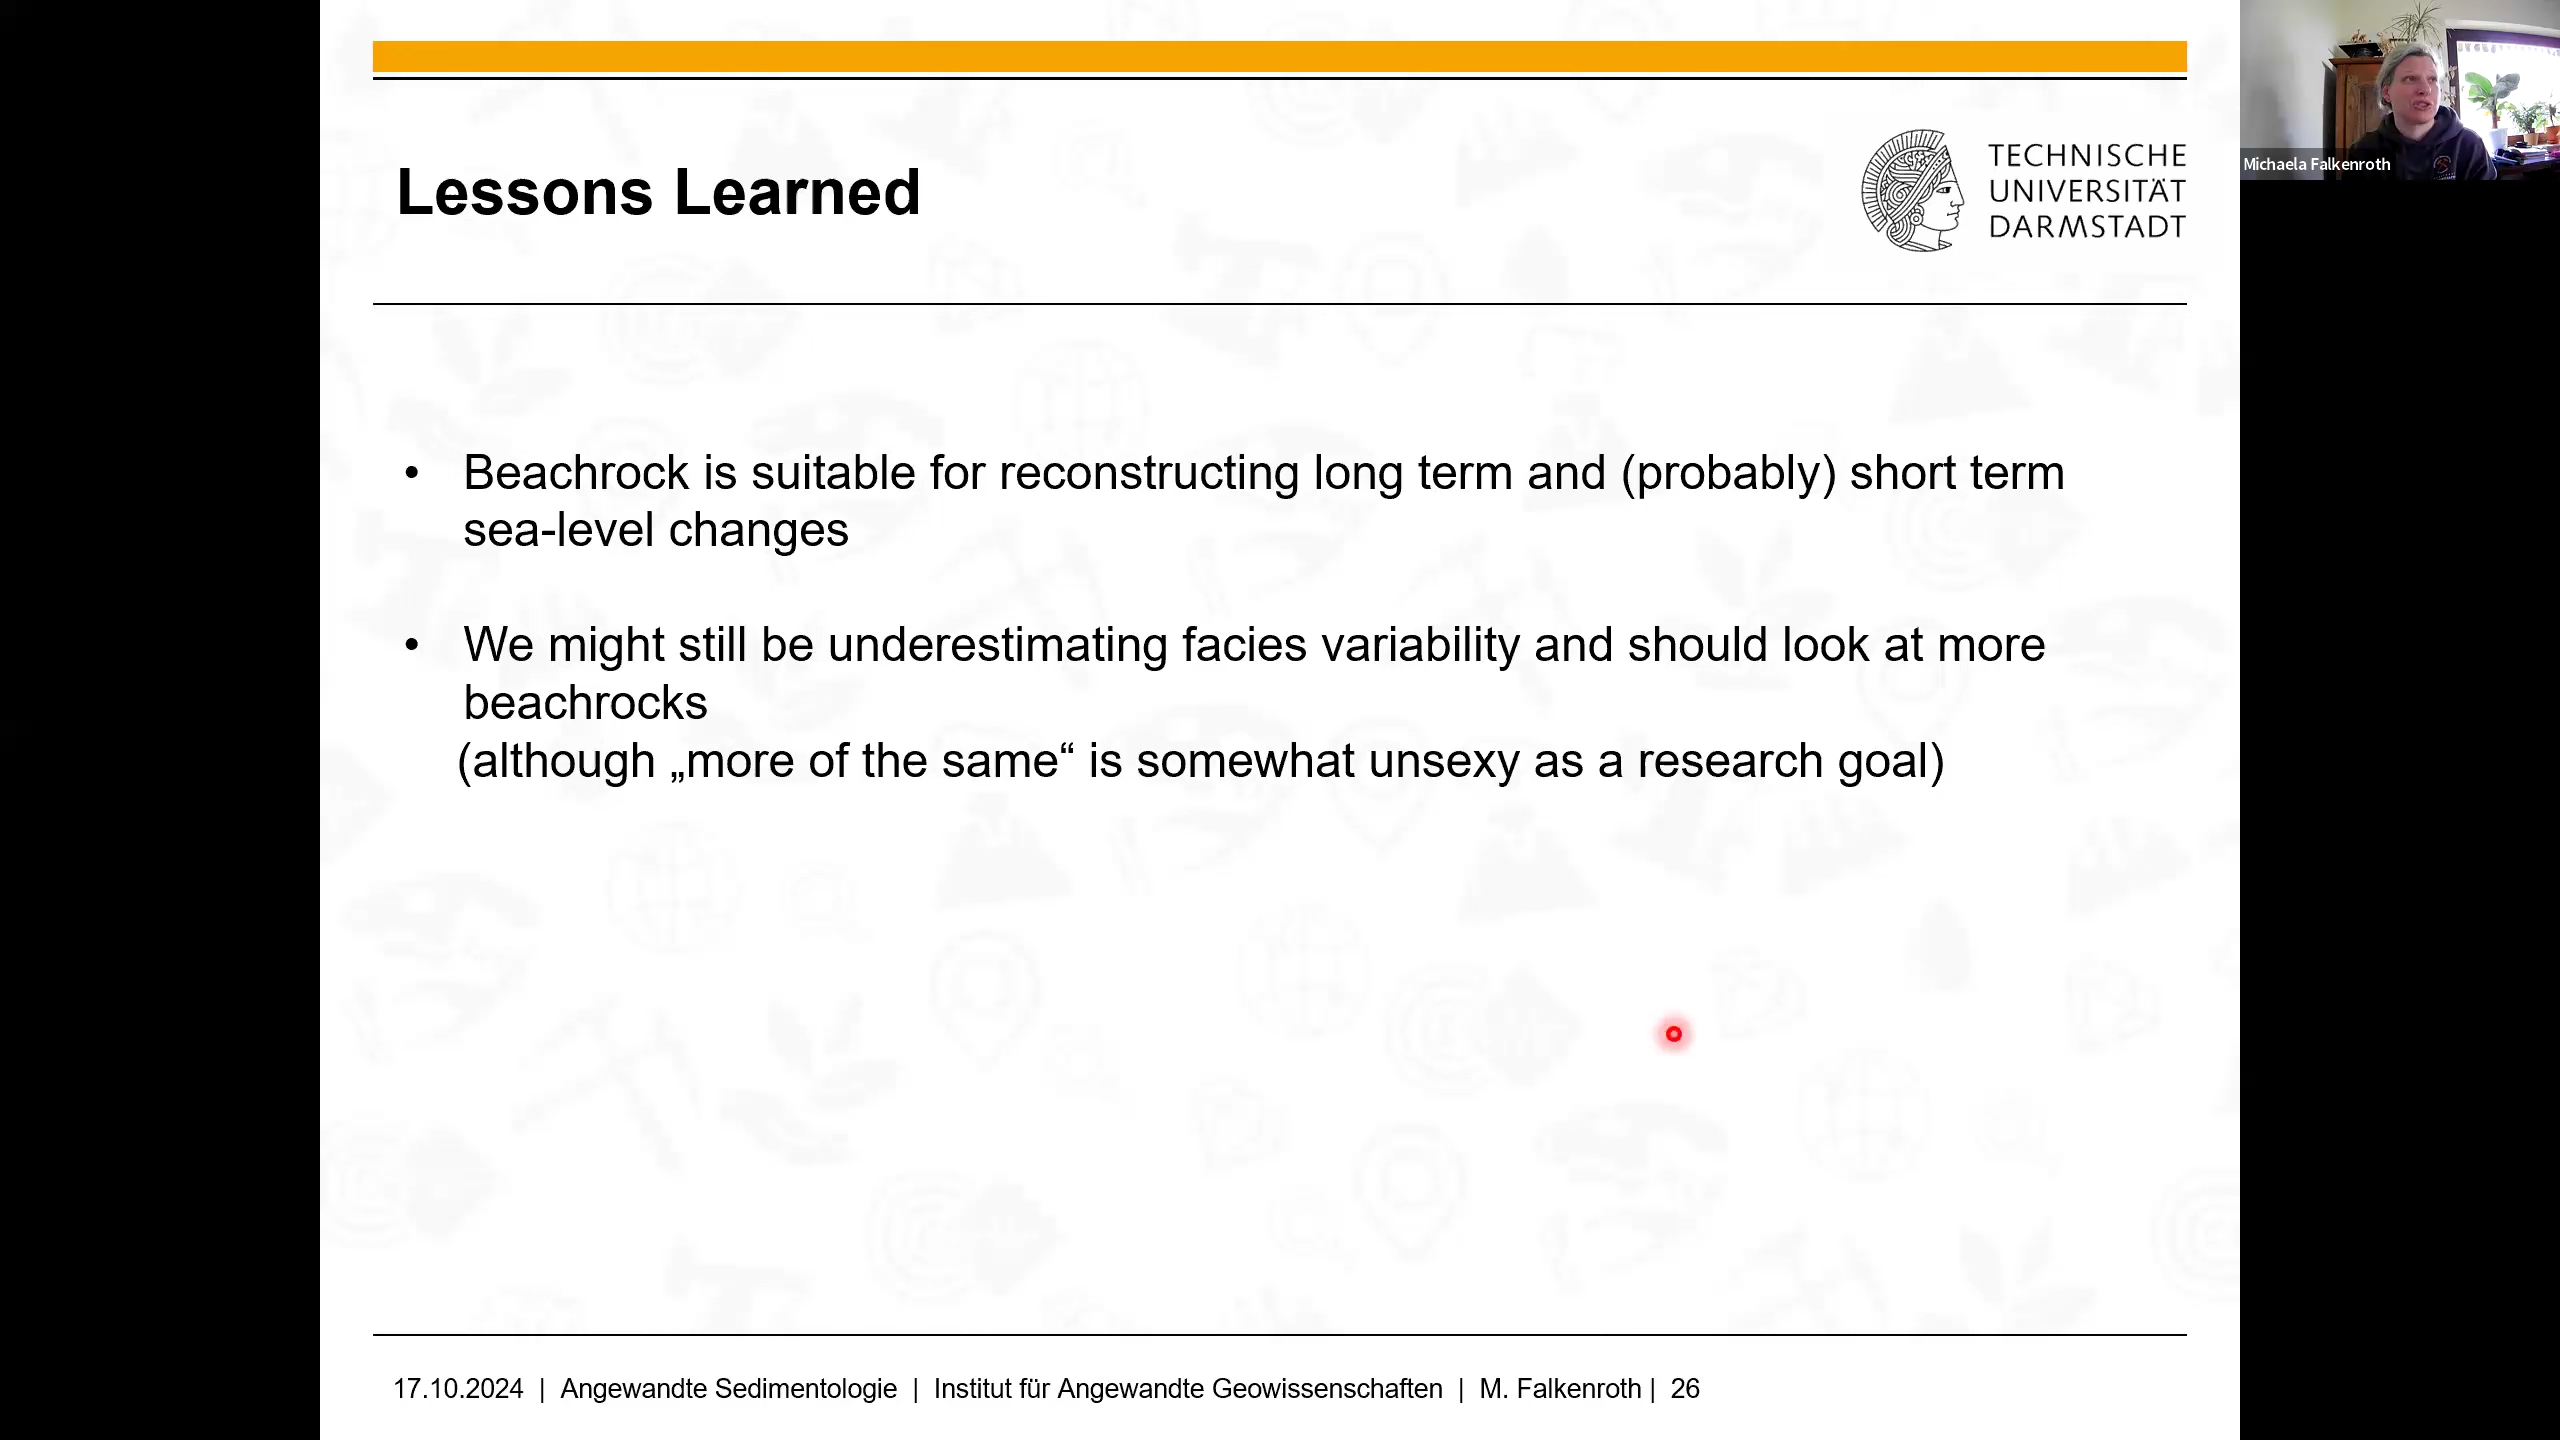 Lessons Learned
TECHNISCHE
UNIVERSITÄT
DARMSTADT
Michaela Falkenroth
• Beachrock is suitable for reconstructing long term and (probably) short term
sea-level changes
• We might still be underestimating facies variability and should look at more
beachrocks
(although „more of the same“ is somewhat unsexy as a research goal)
17.10.2024 | Angewandte Sedimentologie | Institut für Angewandte Geowissenschaften | M. Falkenroth | 26